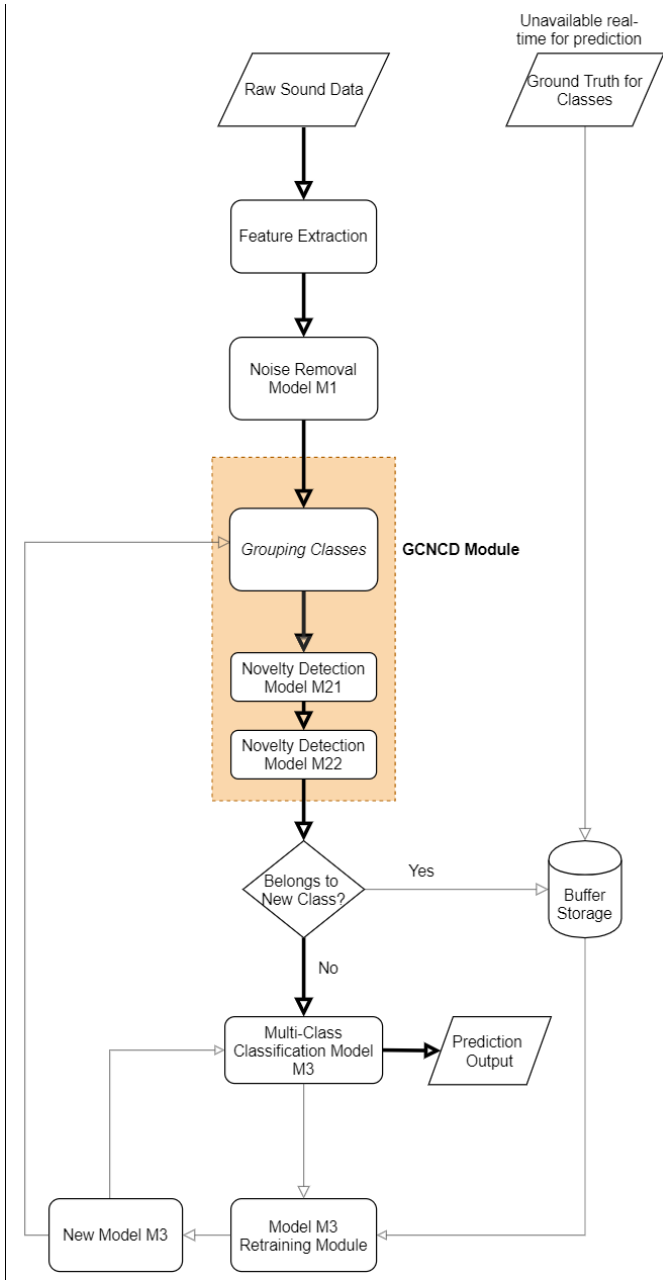 Unavailable real-
time for prediction
Raw Sound Data
Ground Truth for
Classes
Feature Extraction
Noise Removal
Model M1
Grouping Classes
GCNCD Module
Novelty Detection
Model M21
Novelty Detection
Model M22
Belongs to
New Class?
Yes
Buffer
Storage
No
Multi-Class
Classification Model
M3
Prediction
Output
New Model M3
Model M3
Retraining Module